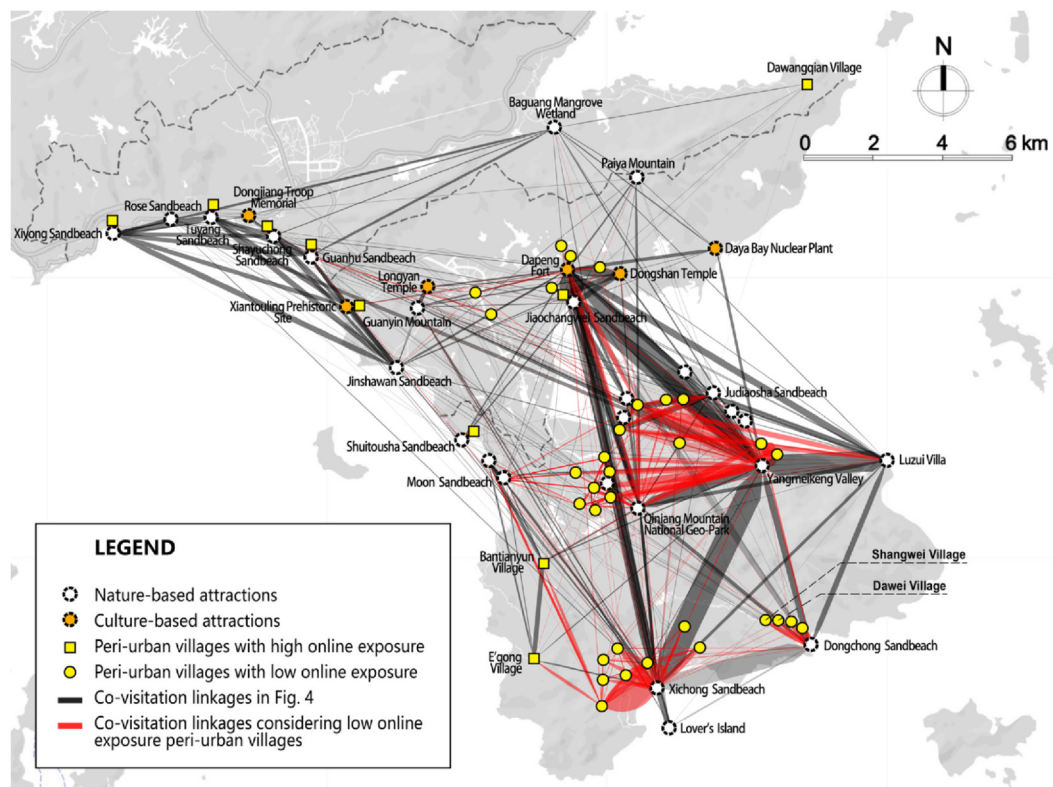 Dawangqian Village
N
Baguang Mangrove
Wetland
0 2 4 6 km
Paiya Mountain
Dongjiang Troop
Memorial
Rose Sandbeach
Xiyong Sandbeach
Tuyang
Sandbeach
Shayuchong
Sandbeach
Guanhu Sandbeach
Daya Bay Nuclear Plant
Dapeng
Fort
Dongshan Temple
Longyan
Temple
Xiantouling Prehistoric
Site
Guanyin Mountain
Jiaochangwei Sandbeach
Jinshawan Sandbeach
Judiaosha Sandbeach
Shuitousha Sandbeach
Luzui Villa
Moon Sandbeach
Yangmeikeng Valley
Qiniang Mountain
National Geo-Park
Bantianyun
Village
Shangwei Village
Dawei Village
E'gong
Village
Dongchong Sandbeach
Xichong Sandbeach
Lover's Island
LEGEND
Nature-based attractions
Culture-based attractions
Peri-urban villages with high online exposure
Peri-urban villages with low online exposure
Co-visitation linkages in Fig. 4
Co-visitation linkages considering low online
exposure peri-urban villages